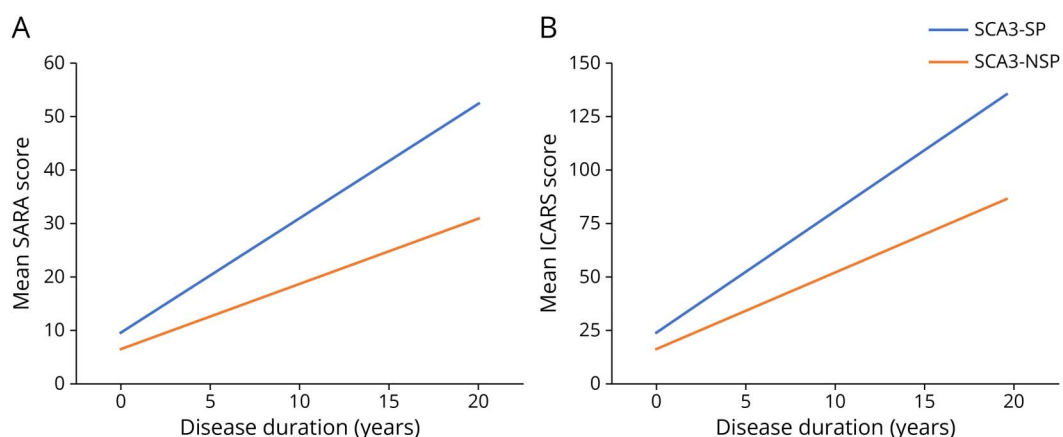 A
Mean SARA score
60
50
40
30
20
10
0
0 5 10 15 20
Disease duration (years)
B
SCA3-SP
SCA3-NSP
Mean ICARS score
150
125
100
75
50
25
0
0 5 10 15 20
Disease duration (years)